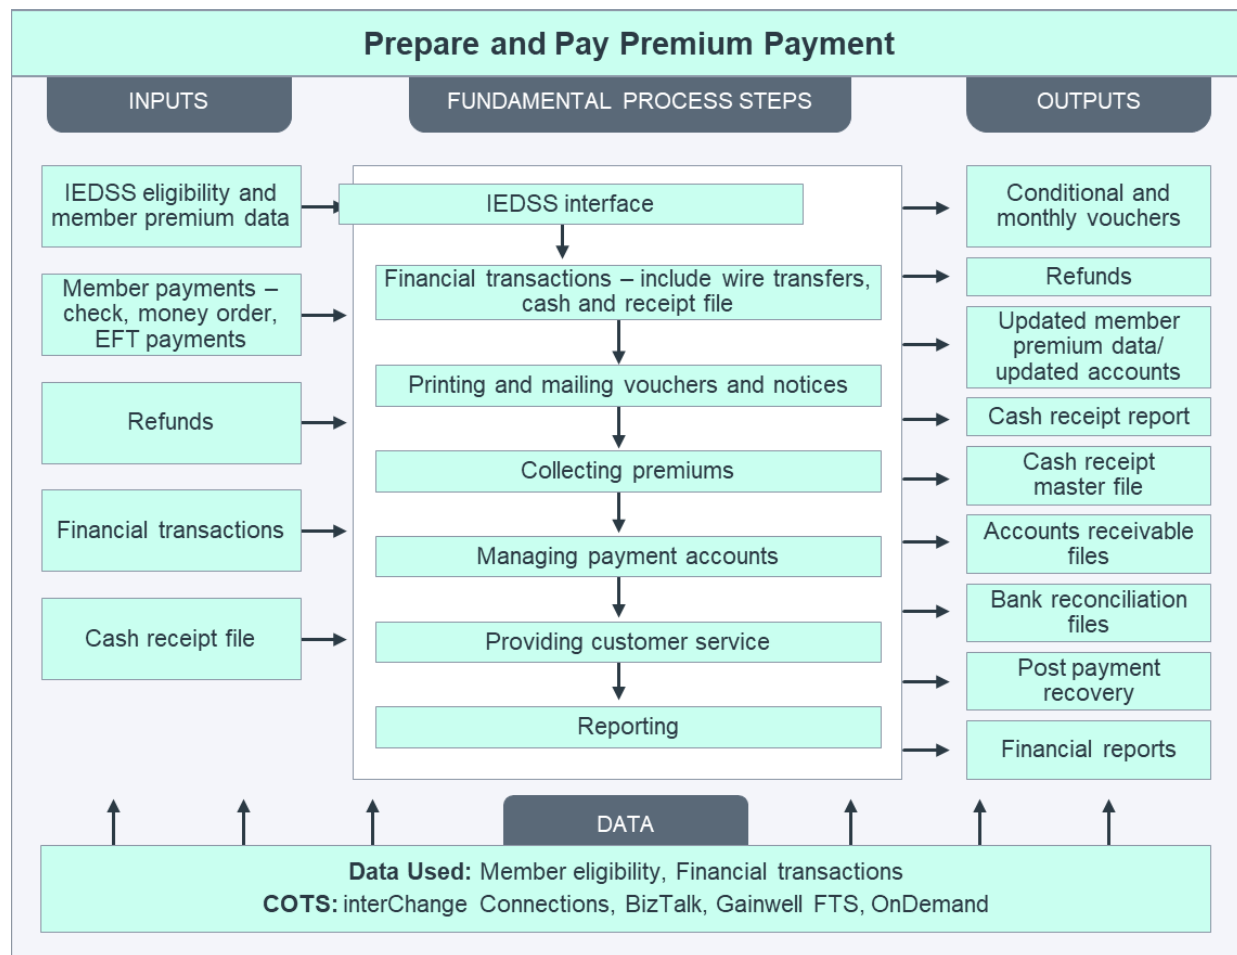 Prepare and Pay Premium Payment
INPUTS
FUNDAMENTAL PROCESS STEPS
OUTPUTS
IEDSS eligibility and
member premium data
Member payments –
check, money order,
EFT payments
Refunds
Financial transactions
Cash receipt file
IEDSS interface
Financial transactions – include wire transfers,
cash and receipt file
Printing and mailing vouchers and notices
Collecting premiums
Managing payment accounts
Providing customer service
Reporting
Conditional and
monthly vouchers
Refunds
Updated member
premium data/
updated accounts
Cash receipt report
Cash receipt
master file
Accounts receivable
files
Bank reconciliation
files
Post payment
recovery
Financial reports
DATA
Data Used: Member eligibility, Financial transactions
COTS: interChange Connections, BizTalk, Gainwell FTS, OnDemand